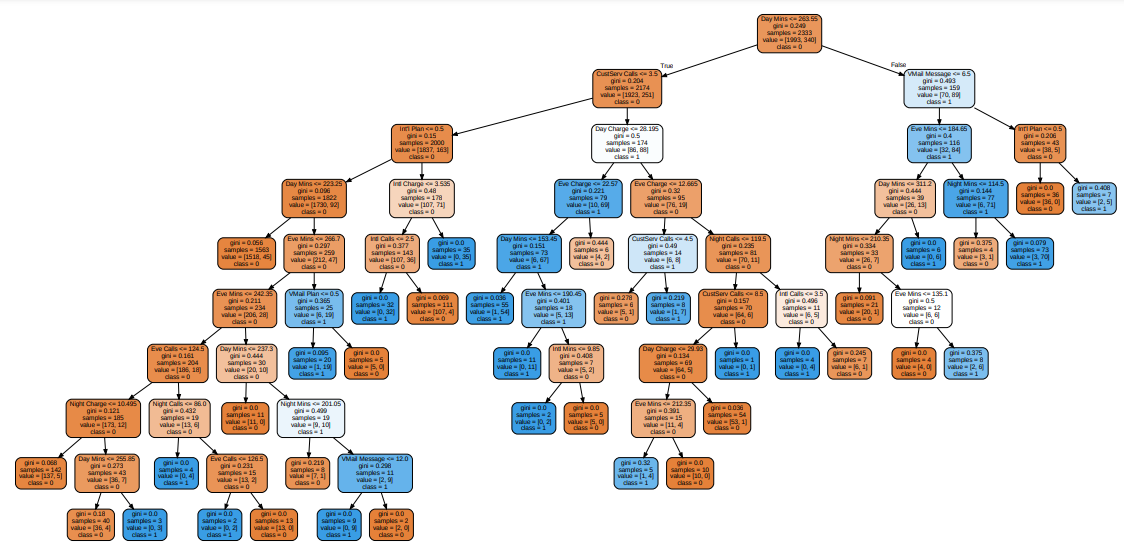 Day Mins <= 263.55
gini = 0.249
samples = 2333
value = [1993, 340]
class = 0
True
False
CustServ Calls <= 3.5
gini = 0.204
samples = 2174
value = [1923, 251]
class = 0
VMail Message <= 6.5
gini = 0.493
samples = 159
value = [70, 89]
class = 1
Int'l Plan <= 0.5
gini = 0.15
samples = 2000
value = [1837, 163]
class = 0
Day Charge <= 28.195
gini = 0.5
samples = 174
value = [86, 88]
class = 1
Eve Mins <= 184.65
gini = 0.4
samples = 116
value = [32, 84]
class = 1
Int'l Plan <= 0.5
gini = 0.206
samples = 43
value = [38, 5]
class = 0
Day Mins <= 223.25
gini = 0.096
samples = 1822
value = [1730, 92]
class = 0
Intl Charge <= 3.535
gini = 0.48
samples = 178
value = [107, 71]
class = 0
Eve Charge <= 22.57
gini = 0.221
samples = 79
value = [10, 69]
class = 1
Eve Charge <= 12.665
gini = 0.32
samples = 95
value = [76, 19]
class = 0
Day Mins <= 311.2
gini = 0.444
samples = 39
value = [26, 13]
class = 0
Night Mins <= 114.5
gini = 0.144
samples = 77
value = [6, 71]
class = 1
gini = 0.0
samples = 36
value = [36, 0]
class = 0
gini = 0.408
samples = 7
value = [2, 5]
class = 1
gini = 0.056
samples = 1563
value = [1518, 45]
class = 0
Eve Mins <= 266.7
gini = 0.297
samples = 259
value = [212, 47]
class = 0
Intl Calls <= 2.5
gini = 0.377
samples = 143
value = [107, 36]
class = 0
gini = 0.0
samples = 35
value = [0, 35]
class = 1
Day Mins <= 153.45
gini = 0.151
samples = 73
value = [6, 67]
class = 1
gini = 0.444
samples = 6
value = [4, 2]
class = 0
CustServ Calls <= 4.5
gini = 0.49
samples = 14
value = [6, 8]
class = 1
Night Calls <= 119.5
gini = 0.235
samples = 81
value = [70, 11]
class = 0
Night Mins <= 210.35
gini = 0.334
samples = 33
value = [26, 7]
class = 0
gini = 0.0
samples = 6
value = [0, 6]
class = 1
gini = 0.375
samples = 4
value = [3, 1]
class = 0
gini = 0.079
samples = 73
value = [3, 70]
class = 1
Eve Mins <= 242.35
gini = 0.211
samples = 234
value = [206, 28]
class = 0
VMail Plan <= 0.5
gini = 0.365
samples = 25
value = [6, 19]
class = 1
gini = 0.0
samples = 32
value = [0, 32]
class = 1
gini = 0.069
samples = 111
value = [107, 4]
class = 0
gini = 0.036
samples = 55
value = [1, 54]
class = 1
Eve Mins <= 190.45
gini = 0.401
samples = 18
value = [5, 13]
class = 1
gini = 0.278
samples = 6
value = [5, 1]
class = 0
gini = 0.219
samples = 8
value = [1, 7]
class = 1
CustServ Calls <= 8.5
gini = 0.157
samples = 70
value = [64, 6]
class = 0
Intl Calls <= 3.5
gini = 0.496
samples = 11
value = [6, 5]
class = 0
gini = 0.091
samples = 21
value = [20, 1]
class = 0
Eve Mins <= 135.1
gini = 0.5
samples = 12
value = [6, 6]
class = 0
Eve Calls <= 124.5
gini = 0.161
samples = 204
value = [186, 18]
class = 0
Day Mins <= 237.3
gini = 0.444
samples = 30
value = [20, 10]
class = 0
gini = 0.095
samples = 20
value = [1, 19]
class = 1
gini = 0.0
samples = 5
value = [5, 0]
class = 0
gini = 0.0
samples = 11
value = [0, 11]
class = 1
Intl Mins <= 9.85
gini = 0.408
samples = 7
value = [5, 2]
class = 0
Day Charge <= 29.93
gini = 0.134
samples = 69
value = [64, 5]
class = 0
gini = 0.0
samples = 1
value = [0, 1]
class = 1
gini = 0.0
samples = 4
value = [0, 4]
class = 1
gini = 0.245
samples = 7
value = [6, 1]
class = 0
gini = 0.0
samples = 4
value = [4, 0]
class = 0
gini = 0.375
samples = 8
value = [2, 6]
class = 1
Night Charge <= 10.495
gini = 0.121
samples = 185
value = [173, 12]
class = 0
Night Calls <= 86.0
gini = 0.432
samples = 19
value = [13, 6]
class = 0
gini = 0.0
samples = 11
value = [11, 0]
class = 0
Night Mins <= 201.05
gini = 0.499
samples = 19
value = [9, 10]
class = 1
gini = 0.0
samples = 2
value = [0, 2]
class = 1
gini = 0.0
samples = 5
value = [5, 0]
class = 0
Eve Mins <= 212.35
gini = 0.391
samples = 15
value = [11, 4]
class = 0
gini = 0.036
samples = 54
value = [53, 1]
class = 0
gini = 0.068
samples = 142
value = [137, 5]
class = 0
Day Mins <= 255.85
gini = 0.273
samples = 43
value = [36, 7]
class = 0
gini = 0.0
samples = 4
value = [0, 4]
class = 1
Eve Calls <= 126.5
gini = 0.231
samples = 15
value = [13, 2]
class = 0
gini = 0.219
samples = 8
value = [7, 1]
class = 0
VMail Message <= 12.0
gini = 0.298
samples = 11
value = [2, 9]
class = 1
gini = 0.32
samples = 5
value = [1, 4]
class = 1
gini = 0.0
samples = 10
value = [10, 0]
class = 0
gini = 0.18
samples = 40
value = [36, 4]
class = 0
gini = 0.0
samples = 3
value = [0, 3]
class = 1
gini = 0.0
samples = 2
value = [0, 2]
class = 1
gini = 0.0
samples = 13
value = [13, 0]
class = 0
gini = 0.0
samples = 9
value = [0, 9]
class = 1
gini = 0.0
samples = 2
value = [2, 0]
class = 0